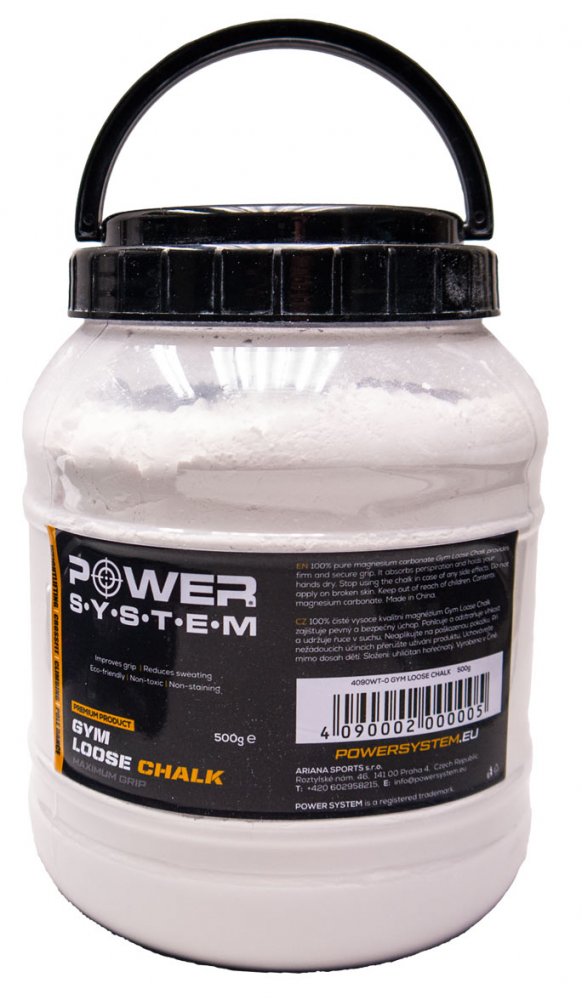 POWER
S•Y•S•T•E•M
Improves grip | Reduces sweating
Eco-friendly | Non-toxic | Non-staining
PREMIUM PRODUCT
GYM
LOOSE CHALK
MAXIMUM GRIP
500g e
POWERLIFTING CROSSFIT CLIMBING POLE DANCE
EN 100% pure magnesium carbonate Gym Loose Chalk provides
firm and secure grip. It absorbs perspiration and holds your
hands dry. Stop using the chalk in case of any side effects. Do not
apply on broken skin. Keep out of reach of children. Contents:
magnesium carbonate. Made in China.
CZ 100% čisté vysoce kvalitní magnézium Gym Loose Chalk
zajišťuje pevný a bezpečný úchop. Pohlcuje a odstraňuje vlhkost
a udržuje ruce v suchu. Neaplikujte na poškozenou pokožku. Při
nežádoucích účincích přerušte užívání produktu. Uchovávejte
mimo dosah dětí. Složení: uhličitan hořečnatý. Vyrobeno v Číně.
4090WT-0 GYM LOOSE CHALK 500g
4 090002 000005
POWERSYSTEM.EU
ARIANA SPORTS s.r.o.
Roztylské nám. 46, 141 00 Praha 4, Czech Republic
T: +420 602958215, E: info@powersystem.eu
POWER SYSTEM is a registered trademark.